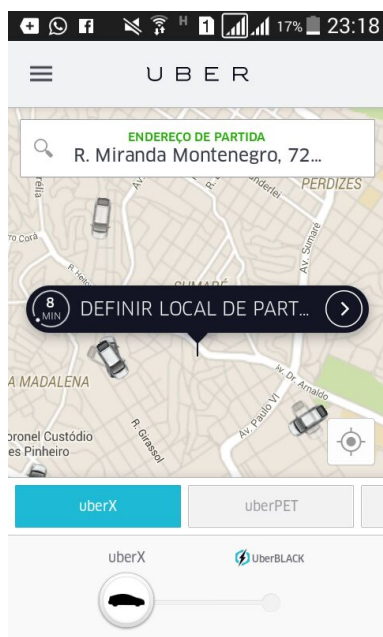 H 1 17% 23:18
UBER
ENDEREÇO DE PARTIDA
R. Miranda Montenegro, 72...
PERDIZES
Av. Sumaré
SUMARÉ
8 MIN DEFINIR LOCAL DE PART...
Av. Dr. Arnaldo
A MADALENA
Av. Paulo VI
R. Girassol
oronel Custódio
es Pinheiro
uberX uberPET
uberX UberBLACK